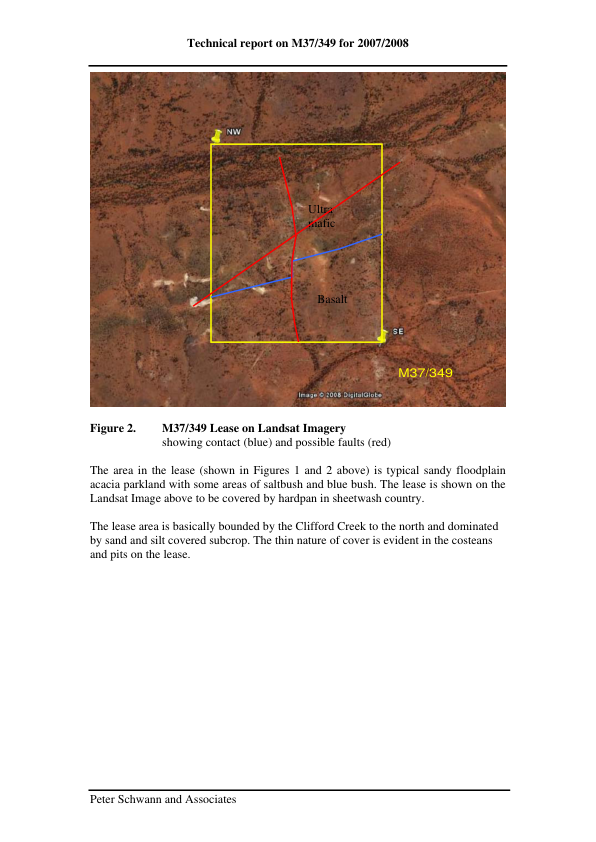 Technical report on M37/349 for 2007/2008
NW
Ultra
mafic
Basalt
SE
M37/349
Image © 2008 DigitalGlobe
Figure 2. M37/349 Lease on Landsat Imagery
showing contact (blue) and possible faults (red)
The area in the lease (shown in Figures 1 and 2 above) is typical sandy floodplain
acacia parkland with some areas of saltbush and blue bush. The lease is shown on the
Landsat Image above to be covered by hardpan in sheetwash country.
The lease area is basically bounded by the Clifford Creek to the north and dominated
by sand and silt covered subcrop. The thin nature of cover is evident in the costeans
and pits on the lease.
Peter Schwann and Associates